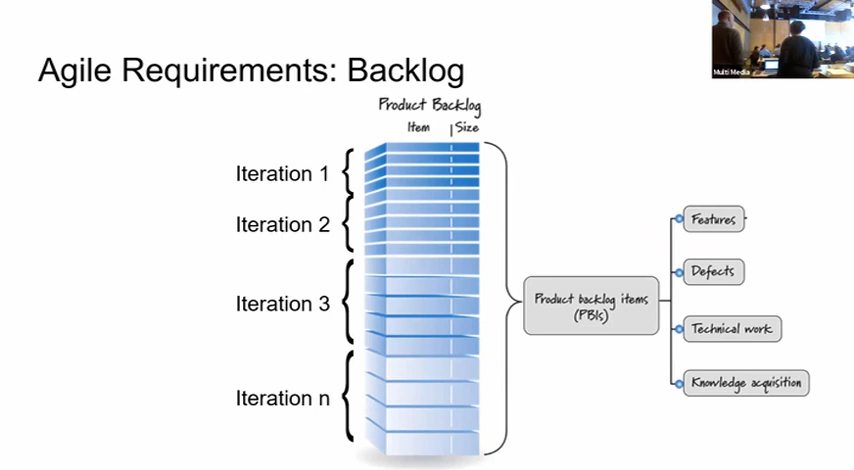 Multi Media
Agile Requirements: Backlog
Product Backlog
Item | Size
Iteration 1
Iteration 2
Iteration 3
Iteration n
Product backlog items
(PBIs)
Features
Defects
Technical work
Knowledge acquisition